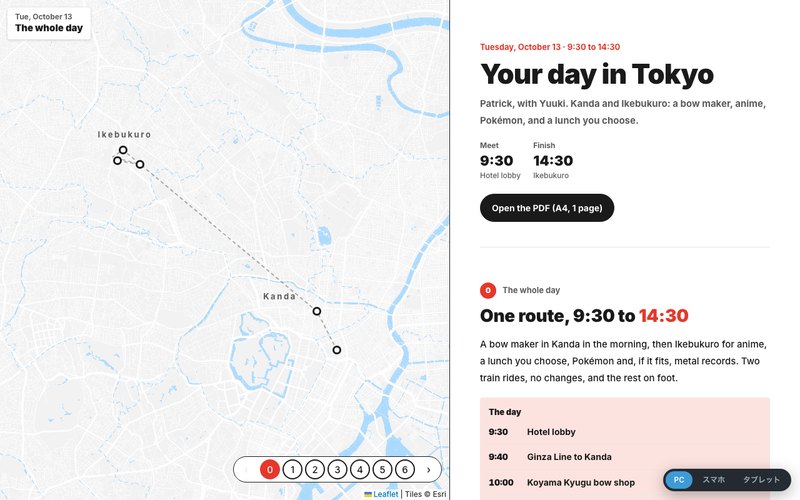 Tue, October 13
The whole day
Ikebukuro
Kanda
0 1 2 3 4 5 6 ›
Leaflet | Tiles © Esri
Tuesday, October 13 · 9:30 to 14:30
Your day in Tokyo
Patrick, with Yuuki. Kanda and Ikebukuro: a bow maker, anime,
Pokémon, and a lunch you choose.
Meet Finish
9:30 14:30
Hotel lobby Ikebukuro
Open the PDF (A4, 1 page)
0 The whole day
One route, 9:30 to 14:30
A bow maker in Kanda in the morning, then Ikebukuro for anime,
a lunch you choose, Pokémon and, if it fits, metal records. Two
train rides, no changes, and the rest on foot.
The day
9:30 Hotel lobby
9:40 Ginza Line to Kanda
10:00 Koyama Kyugu bow shop
PC スマホ タブレット